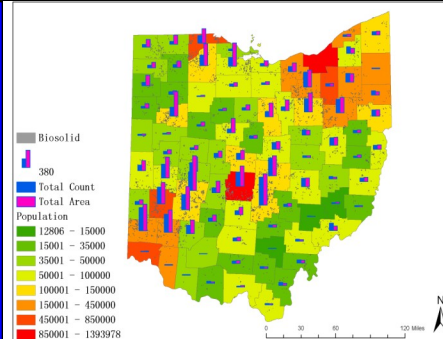 Biosolid
380
Total Count
Total Area
Population
12806 - 15000
15001 - 35000
35001 - 50000
50001 - 100000
100001 - 150000
150001 - 450000
450001 - 850000
850001 - 1393978
N
0 30 60 120 Miles